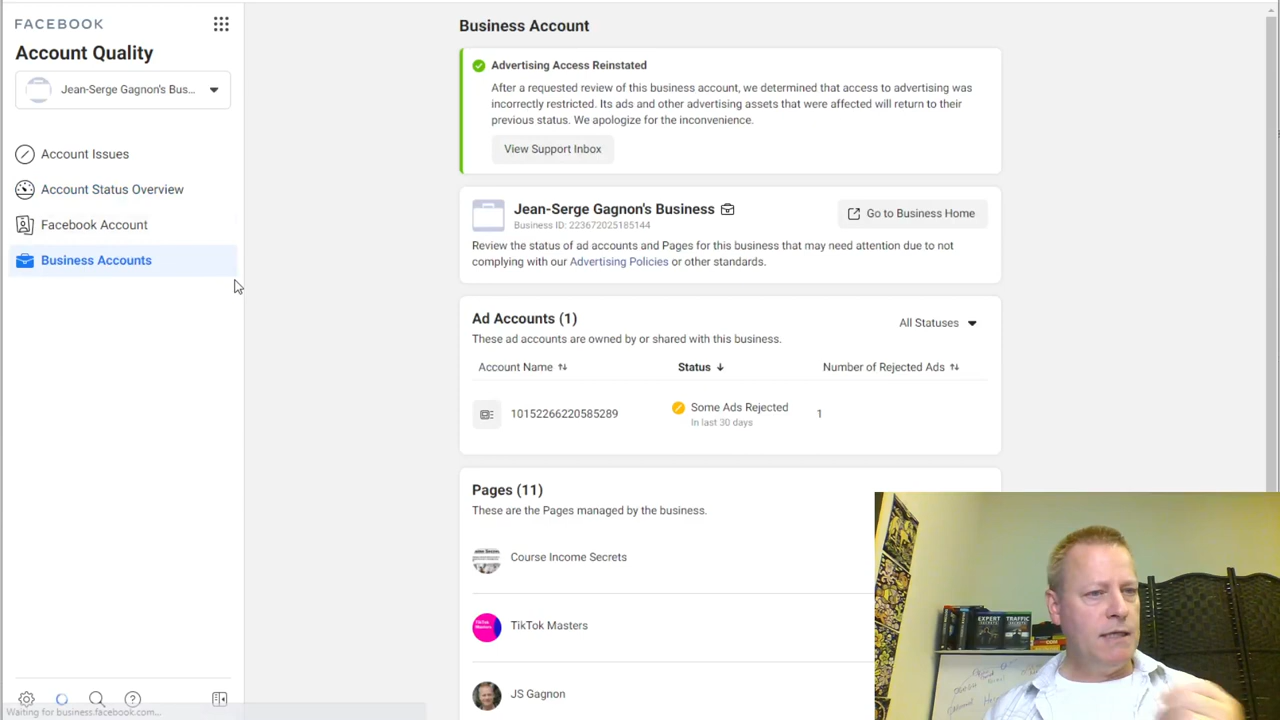 FACEBOOK
Account Quality
Jean-Serge Gagnon's Bus...
Account Issues
Account Status Overview
Facebook Account
Business Accounts
Waiting for business.facebook.com...
Business Account
Advertising Access Reinstated
After a requested review of this business account, we determined that access to advertising was
incorrectly restricted. Its ads and other advertising assets that were affected will return to their
previous status. We apologize for the inconvenience.
View Support Inbox
Jean-Serge Gagnon's Business
Business ID: 223672025185144
Go to Business Home
Review the status of ad accounts and Pages for this business that may need attention due to not
complying with our Advertising Policies or other standards.
Ad Accounts (1)
All Statuses
These ad accounts are owned by or shared with this business.
Account Name Status Number of Rejected Ads
10152266220585289 Some Ads Rejected 1
In last 30 days
Pages (11)
These are the Pages managed by the business.
Course Income Secrets
TikTok Masters
JS Gagnon
EXPERT
SECRETS
TRAFFIC
SECRETS